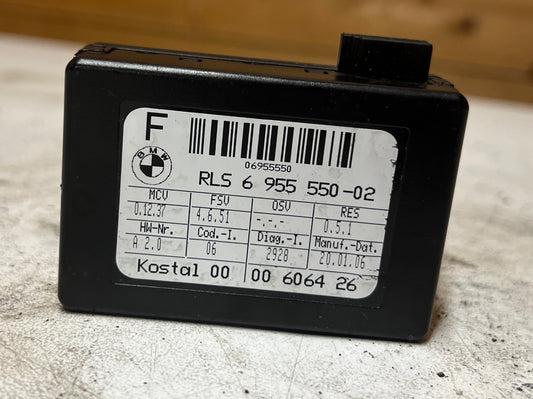 F
06955550
BMW
RLS 6 955 550-02
MCV FSV OSV RES
0.12.37 4.6.51 -.-.- 0.5.1
HW-Nr. Cod.-I. Diag.-I. Manuf.-Dat.
A 2.0 06 2928 20.01.06
Kostal 00 00 6064 26